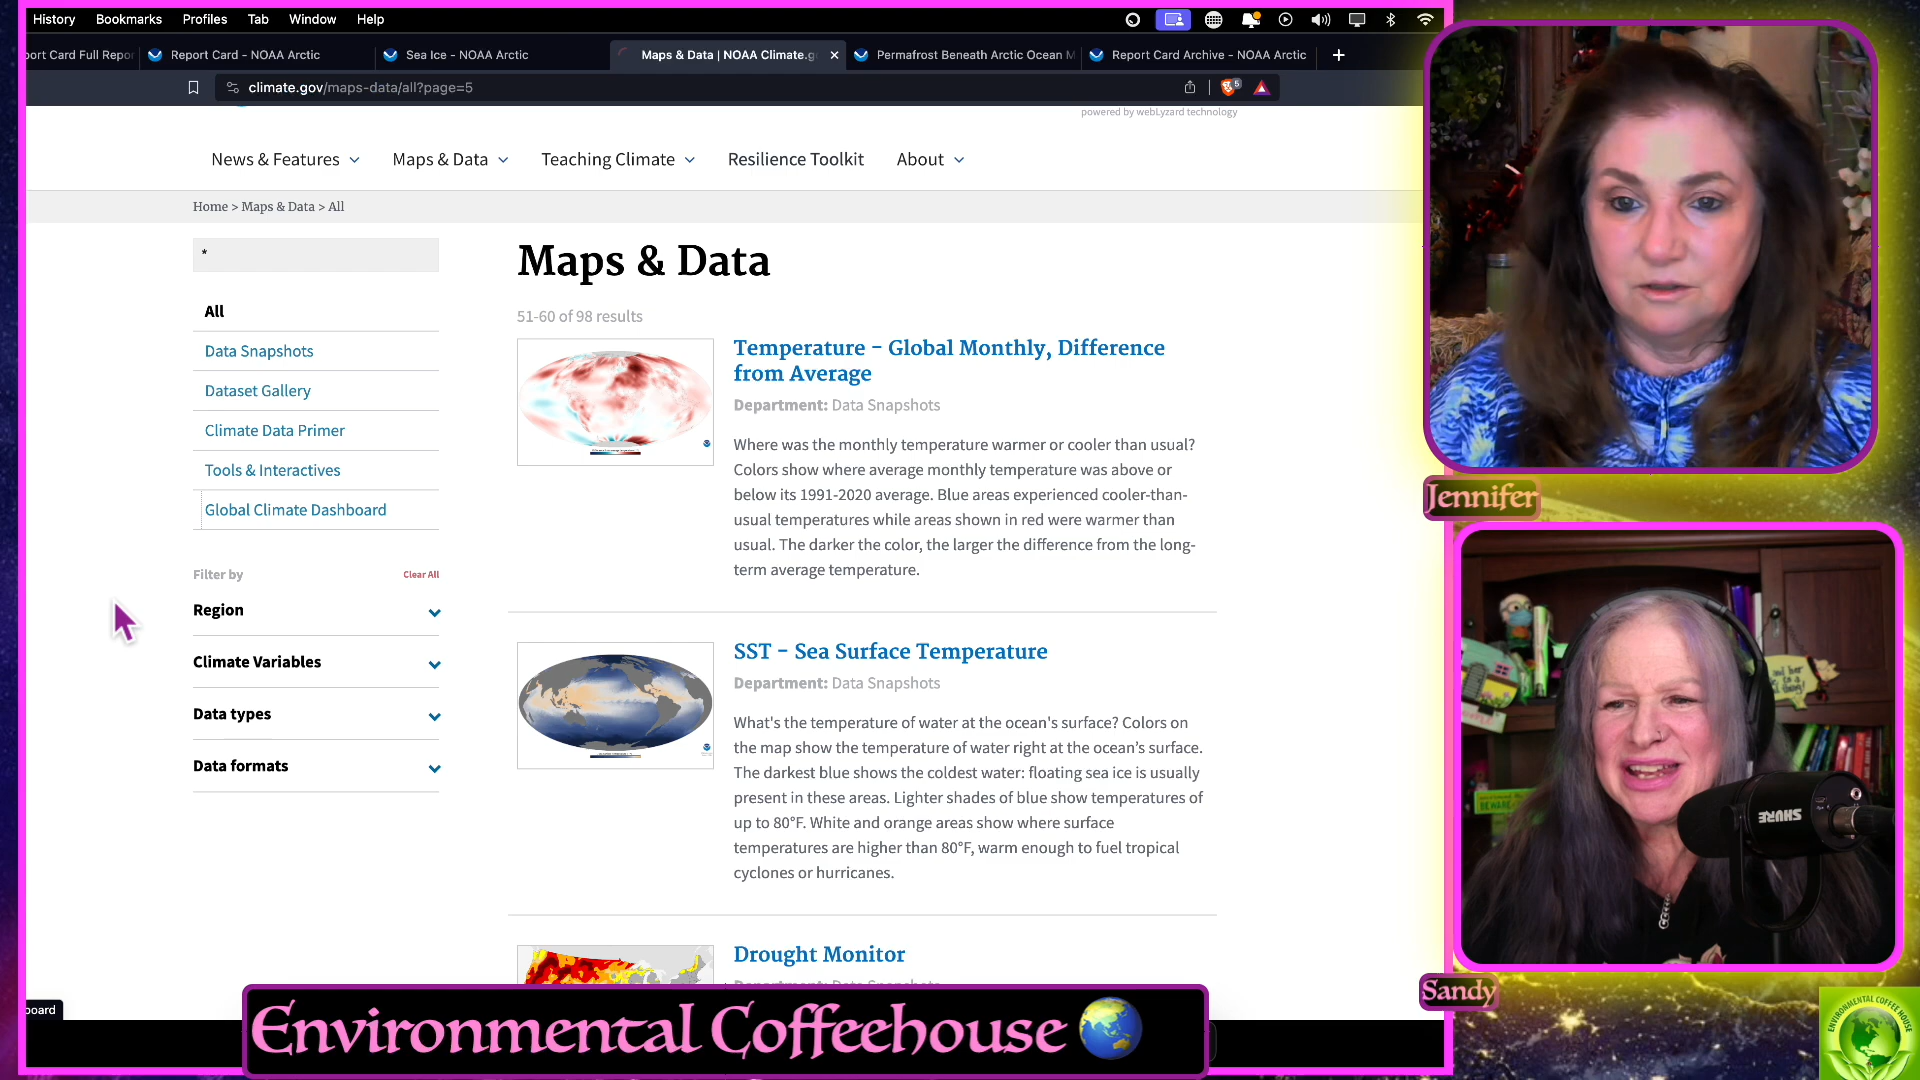 History Bookmarks Profiles Tab Window Help
ort Card Full Repor
Report Card - NOAA Arctic
Sea Ice - NOAA Arctic
Maps & Data | NOAA Climate.g
Permafrost Beneath Arctic Ocean M
Report Card Archive - NOAA Arctic
climate.gov/maps-data/all?page=5
5
powered by webLyzard technology
News & Features Maps & Data Teaching Climate Resilience Toolkit About
Home > Maps & Data > All
*
All
Data Snapshots
Dataset Gallery
Climate Data Primer
Tools & Interactives
Global Climate Dashboard
Filter by Clear All
Region
Climate Variables
Data types
Data formats
Maps & Data
51-60 of 98 results
Temperature - Global Monthly, Difference
from Average
Department: Data Snapshots
Where was the monthly temperature warmer or cooler than usual?
Colors show where average monthly temperature was above or
below its 1991-2020 average. Blue areas experienced cooler-than-
usual temperatures while areas shown in red were warmer than
usual. The darker the color, the larger the difference from the long-
term average temperature.
SST - Sea Surface Temperature
Department: Data Snapshots
What's the temperature of water at the ocean's surface? Colors on
the map show the temperature of water right at the ocean’s surface.
The darkest blue shows the coldest water: floating sea ice is usually
present in these areas. Lighter shades of blue show temperatures of
up to 80°F. White and orange areas show where surface
temperatures are higher than 80°F, warm enough to fuel tropical
cyclones or hurricanes.
Drought Monitor
Department: Data Snapshots
board
Environmental Coffeehouse
Jennifer
and her
to a
thing!
SHURE
Sandy
ENVIRONMENTAL COFFEE HOUSE